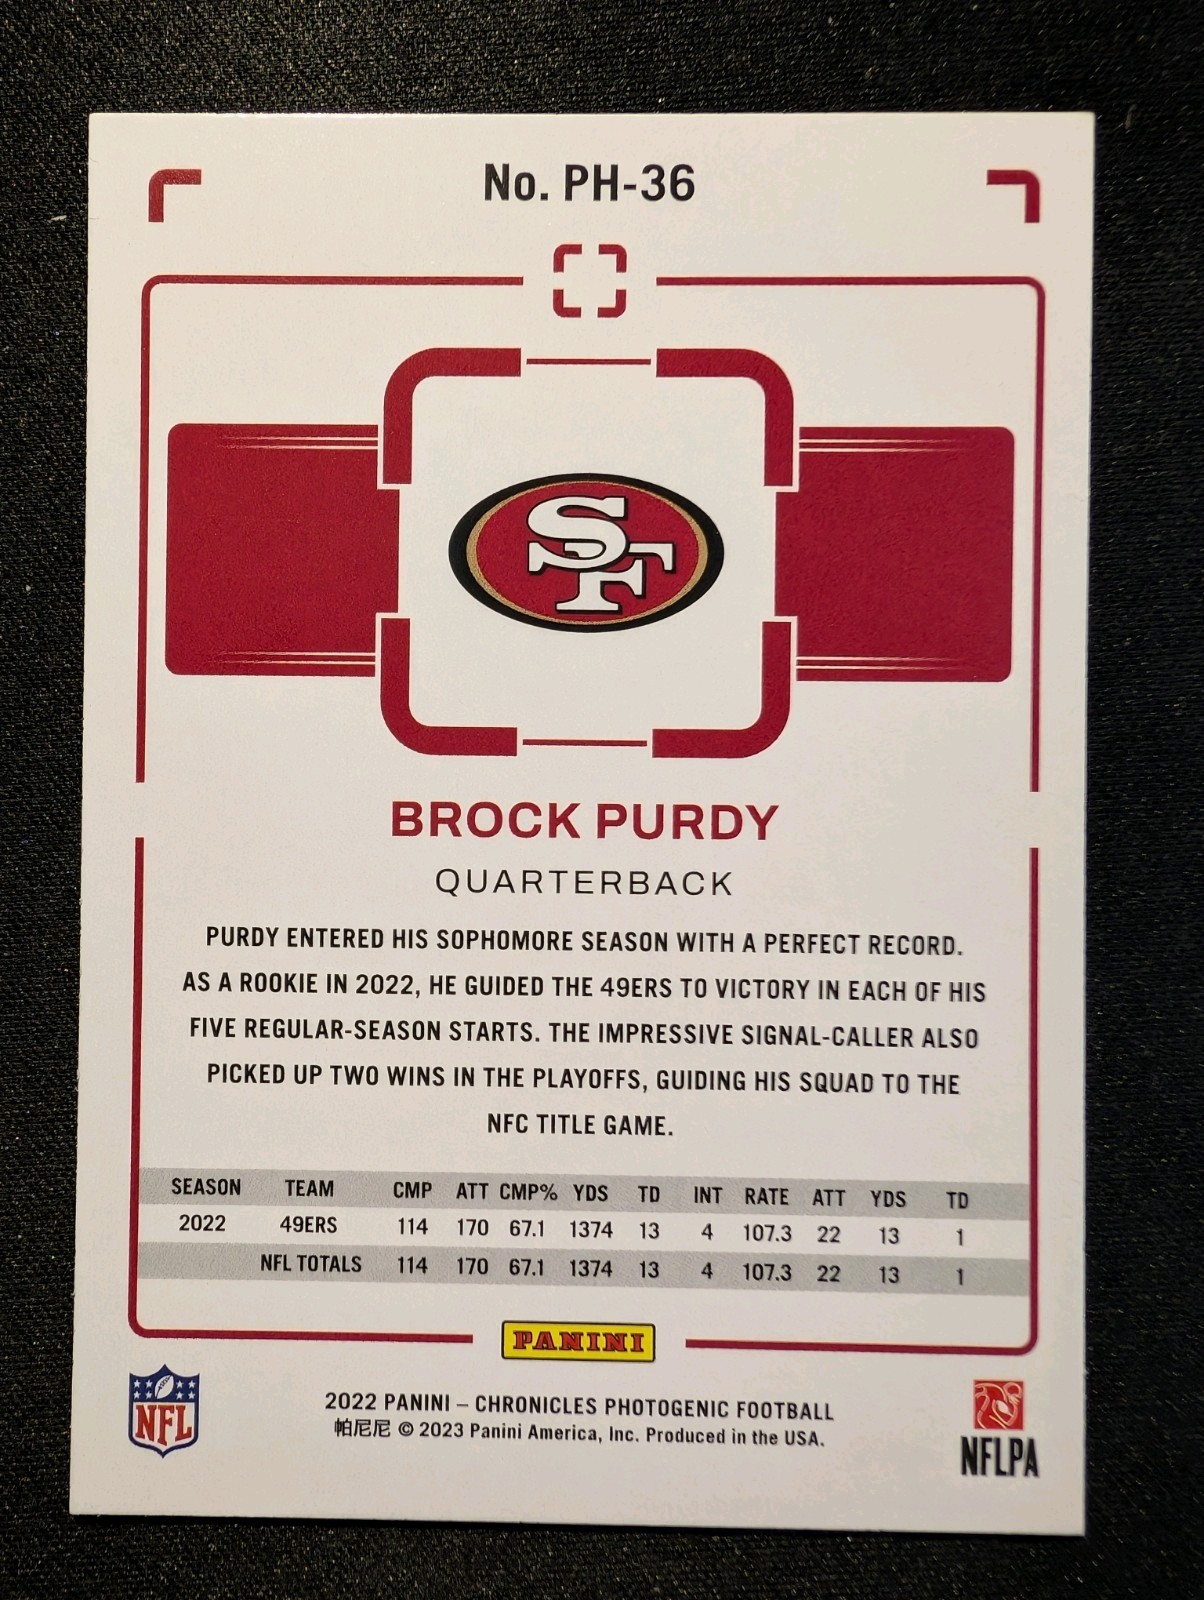 No. PH-36
SF
BROCK PURDY
QUARTERBACK
PURDY ENTERED HIS SOPHOMORE SEASON WITH A PERFECT RECORD.
AS A ROOKIE IN 2022, HE GUIDED THE 49ERS TO VICTORY IN EACH OF HIS
FIVE REGULAR-SEASON STARTS. THE IMPRESSIVE SIGNAL-CALLER ALSO
PICKED UP TWO WINS IN THE PLAYOFFS, GUIDING HIS SQUAD TO THE
NFC TITLE GAME.
SEASON TEAM CMP ATT CMP% YDS TD INT RATE ATT YDS TD
2022 49ERS 114 170 67.1 1374 13 4 107.3 22 13 1
NFL TOTALS 114 170 67.1 1374 13 4 107.3 22 13 1
PANINI
NFL
2022 PANINI – CHRONICLES PHOTOGENIC FOOTBALL
帕尼尼 © 2023 Panini America, Inc. Produced in the USA.
NFLPA